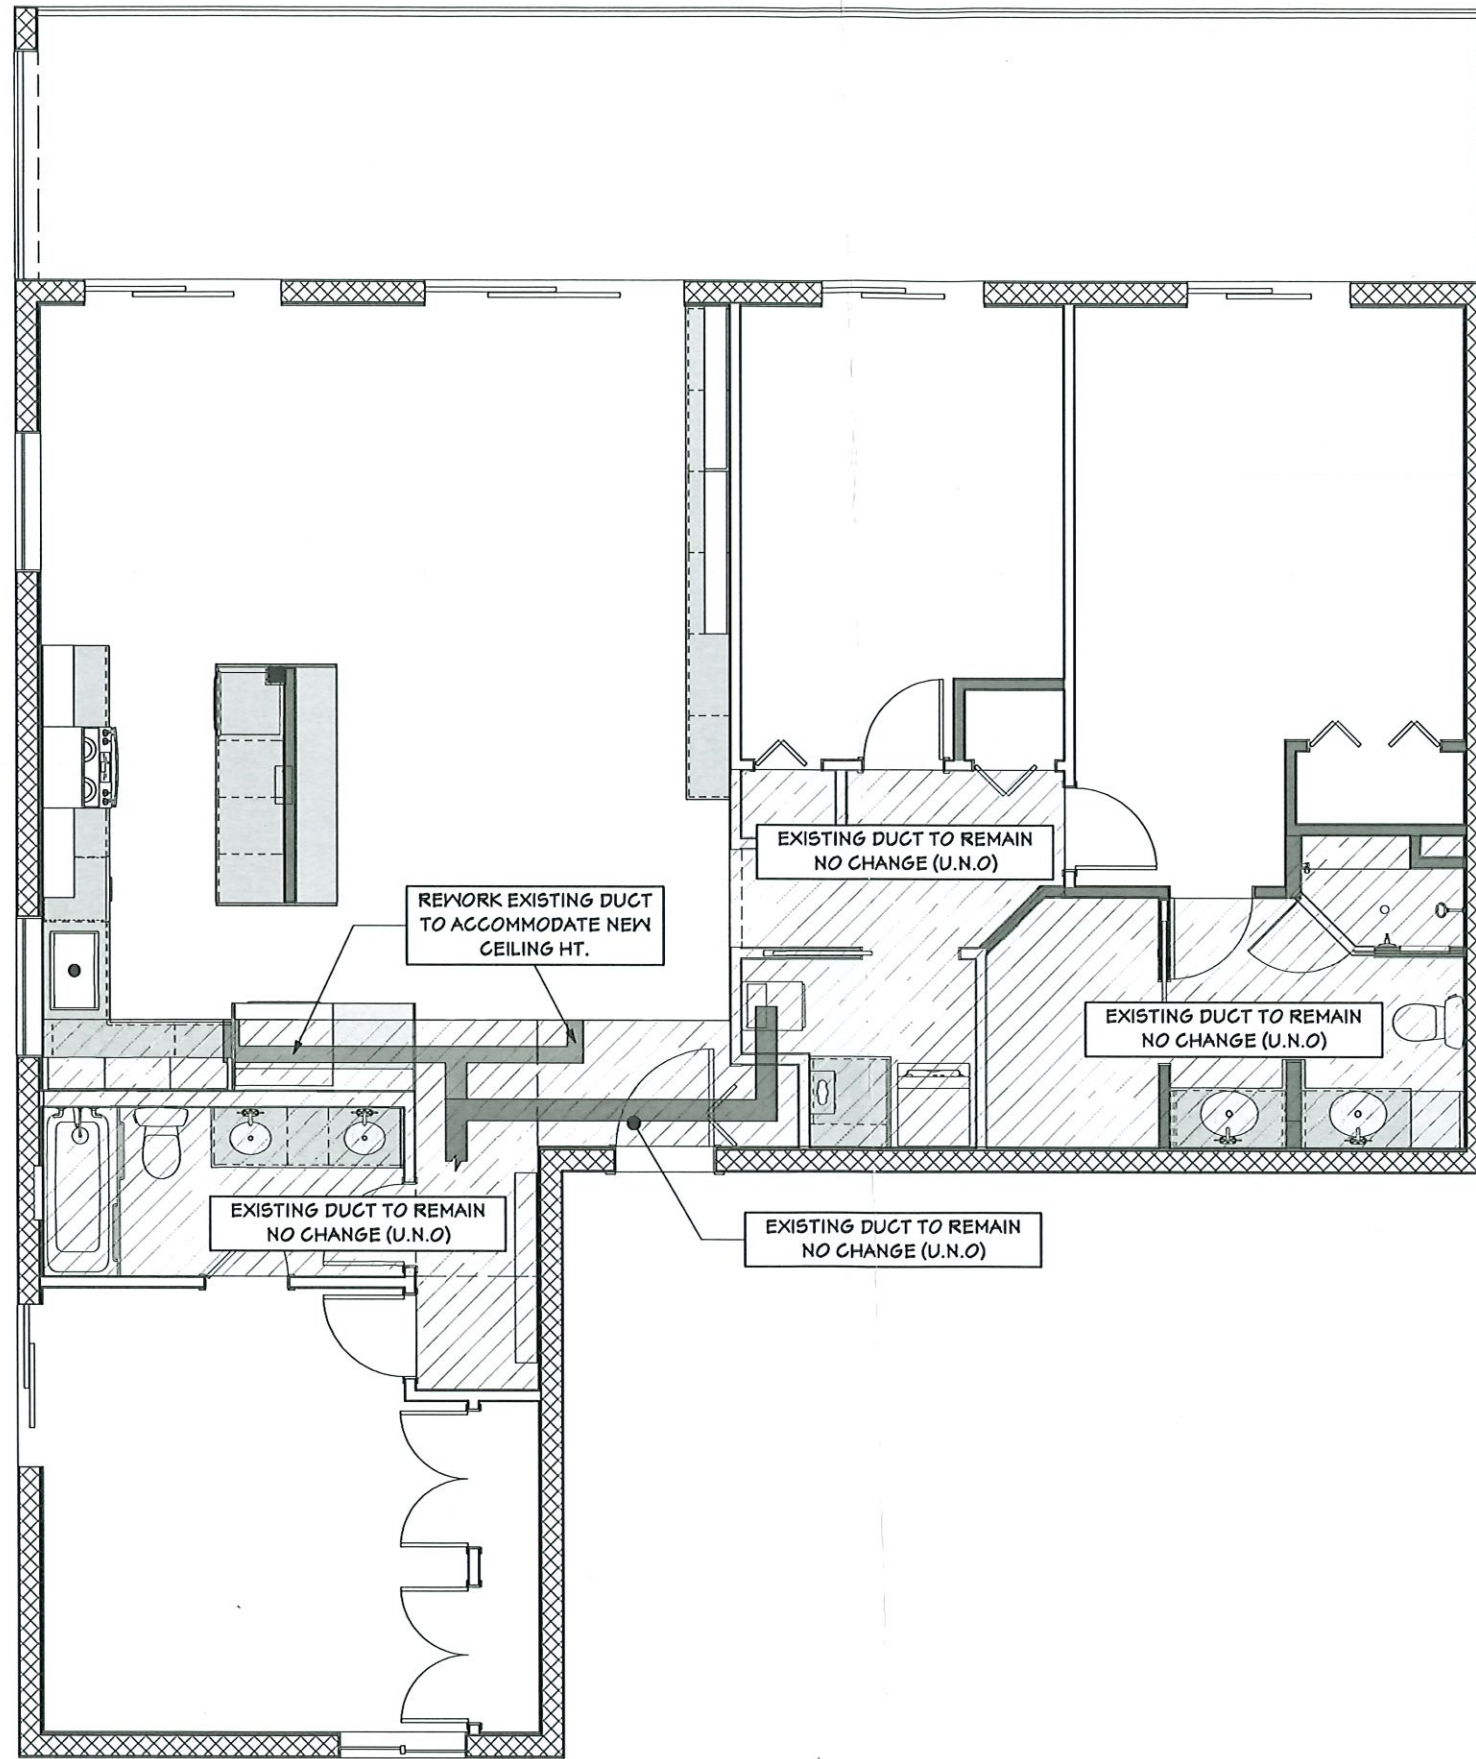 EXISTING DUCT TO REMAIN
NO CHANGE (U.N.O)
REWORK EXISTING DUCT
TO ACCOMMODATE NEW
CEILING HT.
EXISTING DUCT TO REMAIN
NO CHANGE (U.N.O)
EXISTING DUCT TO REMAIN
NO CHANGE (U.N.O)
EXISTING DUCT TO REMAIN
NO CHANGE (U.N.O)